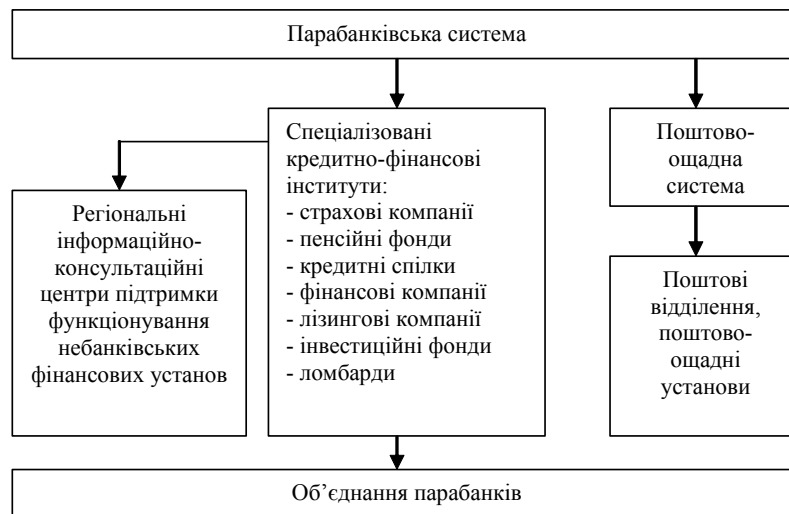 Парабанківська система
Спеціалізовані
кредитно-фінансові
інститути:
- страхові компанії
- пенсійні фонди
- кредитні спілки
- фінансові компанії
- лізингові компанії
- інвестиційні фонди
- ломбарди
Поштово-
ощадна
система
Регіональні
інформаційно-
консультаційні
центри підтримки
функціонування
небанківських
фінансових установ
Поштові
відділення,
поштово-
ощадні
установи
Об’єднання парабанків